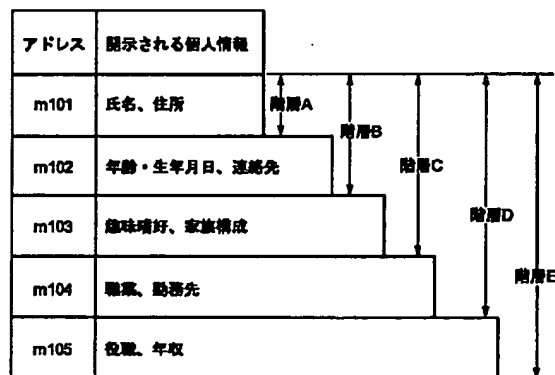 アドレス 開示される個人情報
m101 氏名、住所
階層A
階層B
m102 年齢・生年月日、連絡先
階層C
m103 趣味嗜好、家族構成
階層D
階層E
m104 職業、勤務先
m105 役職、年収